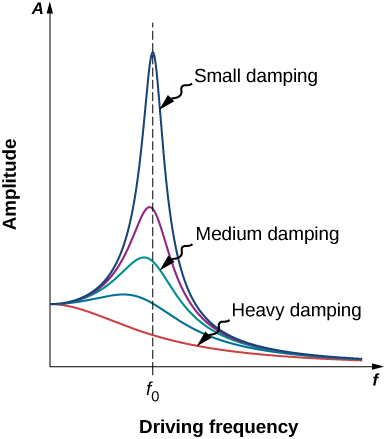 A
Small damping
Amplitude
Medium damping
Heavy damping
f
f₀
Driving frequency